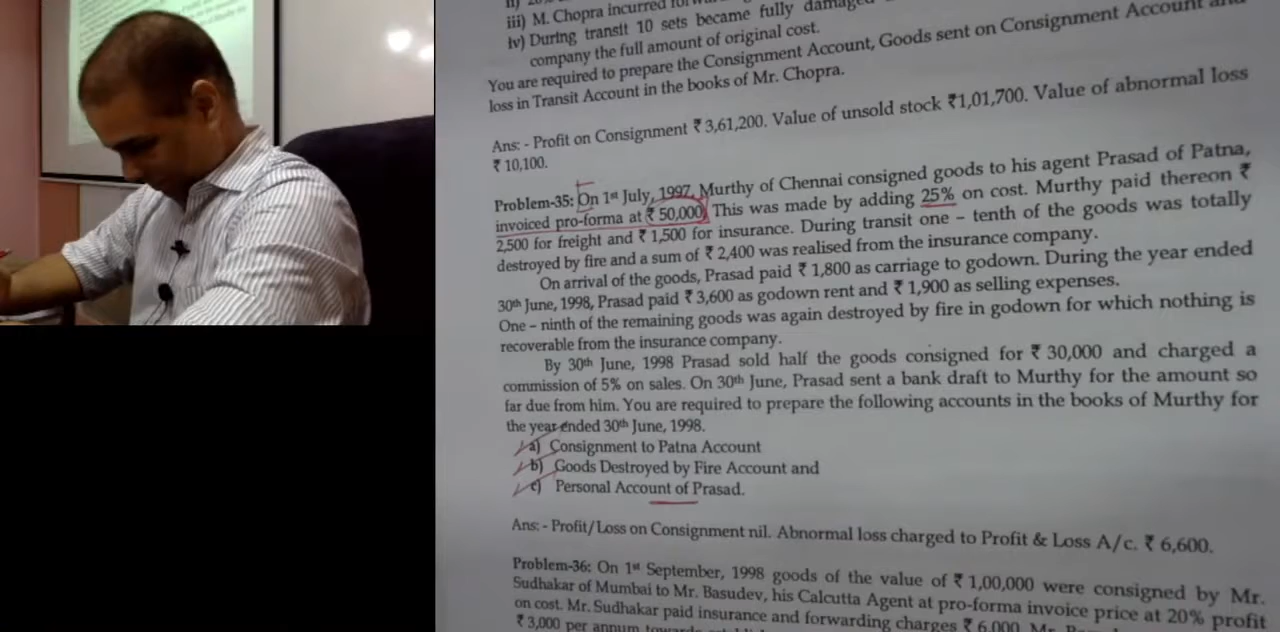 iii) M. Chopra incurred
iv) During transit 10 sets became fully damaged
company the full amount of original cost.
You are required to prepare the Consignment Account, Goods sent on Consignment Account and
loss in Transit Account in the books of Mr. Chopra.
Ans: - Profit on Consignment ₹ 3,61,200. Value of unsold stock ₹1,01,700. Value of abnormal loss
₹ 10,100.
Problem-35: On 1st July, 1997, Murthy of Chennai consigned goods to his agent Prasad of Patna,
invoiced pro-forma at ₹ 50,000. This was made by adding 25% on cost. Murthy paid thereon ₹
2,500 for freight and ₹ 1,500 for insurance. During transit one - tenth of the goods was totally
destroyed by fire and a sum of ₹ 2,400 was realised from the insurance company.
On arrival of the goods, Prasad paid ₹ 1,800 as carriage to godown. During the year ended
30th June, 1998, Prasad paid ₹ 3,600 as godown rent and ₹ 1,900 as selling expenses.
One - ninth of the remaining goods was again destroyed by fire in godown for which nothing is
recoverable from the insurance company.
By 30th June, 1998 Prasad sold half the goods consigned for ₹ 30,000 and charged a
commission of 5% on sales. On 30th June, Prasad sent a bank draft to Murthy for the amount so
far due from him. You are required to prepare the following accounts in the books of Murthy for
the year ended 30th June, 1998.
a) Consignment to Patna Account
b) Goods Destroyed by Fire Account and
c) Personal Account of Prasad.
Ans: - Profit/Loss on Consignment nil. Abnormal loss charged to Profit & Loss A/c. ₹ 6,600.
Problem-36: On 1st September, 1998 goods of the value of ₹ 1,00,000 were consigned by Mr.
Sudhakar of Mumbai to Mr. Basudev, his Calcutta Agent at pro-forma invoice price at 20% profit
on cost. Mr. Sudhakar paid insurance and forwarding charges ₹ 6,000. Mr.
₹ 3,000 per annum towards